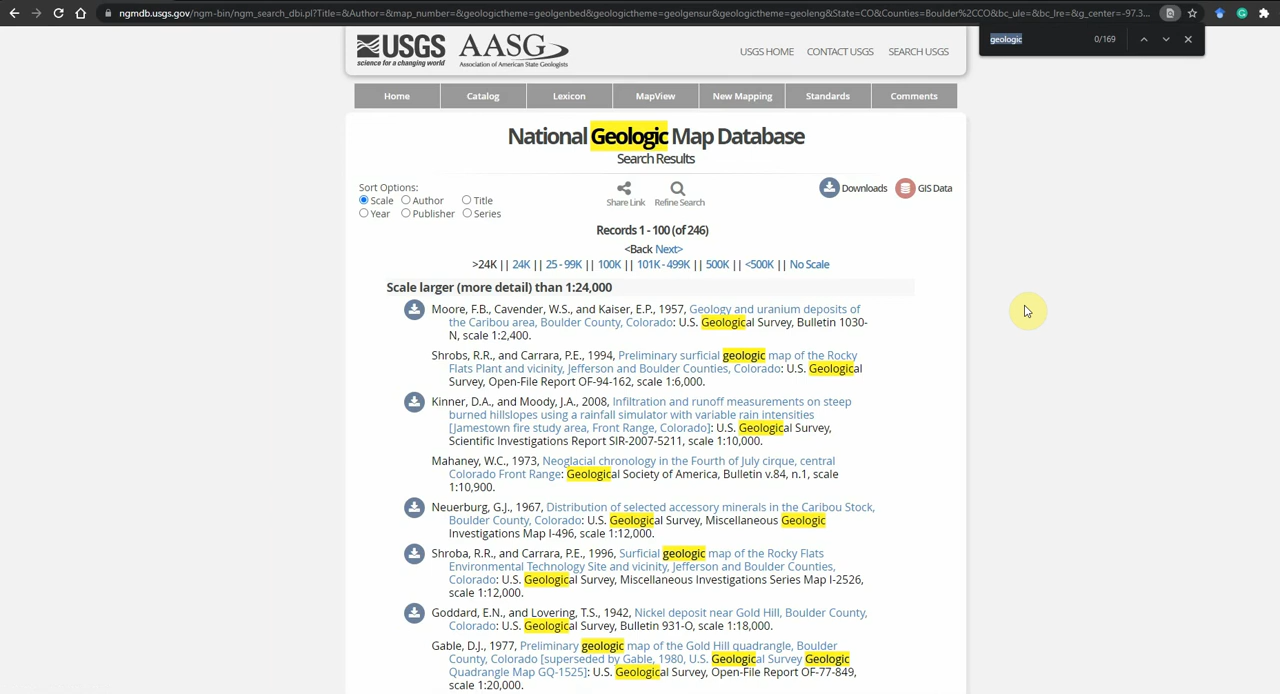 ngmdb.usgs.gov/ngm-bin/ngm_search_dbi.pl?Title=&Author=&map_number=&geologictheme=geolgenbed&geologictheme=geolgensur&geologictheme=geoleng&State=CO&Counties=Boulder%2CCO&bc_ule=&bc_lre=&g_center=-97.3...
geologic
0/169
USGS
science for a changing world
AASG
Association of American State Geologists
USGS HOME CONTACT USGS SEARCH USGS
Home Catalog Lexicon MapView New Mapping Standards Comments
National Geologic Map Database
Search Results
Sort Options:
Scale Author Title
Year Publisher Series
Share Link Refine Search
Downloads GIS Data
Records 1 - 100 (of 246)
<Back Next>
>24K || 24K || 25 - 99K || 100K || 101K - 499K || 500K || <500K || No Scale
Scale larger (more detail) than 1:24,000
Moore, F.B., Cavender, W.S., and Kaiser, E.P., 1957, Geology and uranium deposits of
the Caribou area, Boulder County, Colorado: U.S. Geological Survey, Bulletin 1030-
N, scale 1:2,400.
Shrobs, R.R., and Carrara, P.E., 1994, Preliminary surficial geologic map of the Rocky
Flats Plant and vicinity, Jefferson and Boulder Counties, Colorado: U.S. Geological
Survey, Open-File Report OF-94-162, scale 1:6,000.
Kinner, D.A., and Moody, J.A., 2008, Infiltration and runoff measurements on steep
burned hillslopes using a rainfall simulator with variable rain intensities
[Jamestown fire study area, Front Range, Colorado]: U.S. Geological Survey,
Scientific Investigations Report SIR-2007-5211, scale 1:10,000.
Mahaney, W.C., 1973, Neoglacial chronology in the Fourth of July cirque, central
Colorado Front Range: Geological Society of America, Bulletin v.84, n.1, scale
1:10,900.
Neuerburg, G.J., 1967, Distribution of selected accessory minerals in the Caribou Stock,
Boulder County, Colorado: U.S. Geological Survey, Miscellaneous Geologic
Investigations Map I-496, scale 1:12,000.
Shroba, R.R., and Carrara, P.E., 1996, Surficial geologic map of the Rocky Flats
Environmental Technology Site and vicinity, Jefferson and Boulder Counties,
Colorado: U.S. Geological Survey, Miscellaneous Investigations Series Map I-2526,
scale 1:12,000.
Goddard, E.N., and Lovering, T.S., 1942, Nickel deposit near Gold Hill, Boulder County,
Colorado: U.S. Geological Survey, Bulletin 931-O, scale 1:18,000.
Gable, D.J., 1977, Preliminary geologic map of the Gold Hill quadrangle, Boulder
County, Colorado [superseded by Gable, 1980, U.S. Geological Survey Geologic
Quadrangle Map GQ-1525]: U.S. Geological Survey, Open-File Report OF-77-849,
scale 1:20,000.